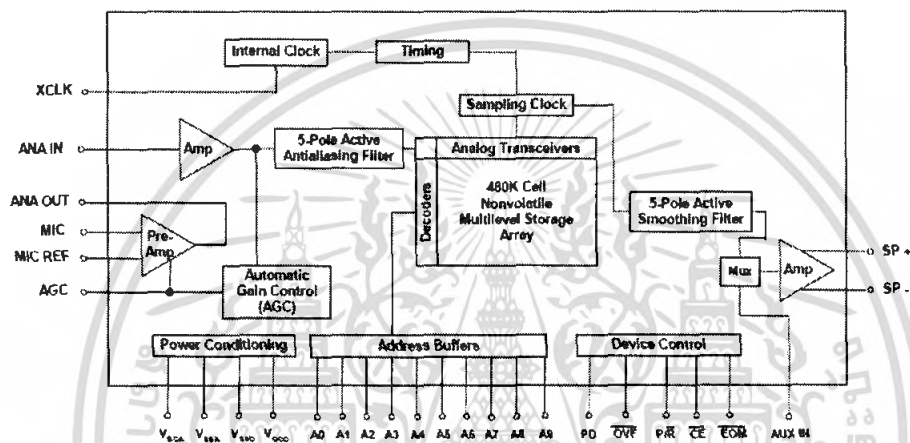 Internal Clock
Timing
XCLK
Sampling Clock
ANA IN
Amp
5-Pole Active
Antialiasing Filter
Analog Transceivers
Decoders
480K Cell
Nonvolatile
Multilevel Storage
Array
ANA OUT
MIC
Pre-
Amp
MIC REF
5-Pole Active
Smoothing Filter
SP +
Mux
Amp
SP -
AGC
Automatic
Gain Control
(AGC)
Power Conditioning
Address Buffers
Device Control
A0 A1 A2 A3 A4 A5 A6 A7 A8 A9
PD OVF P/R CE EOM AUX IN